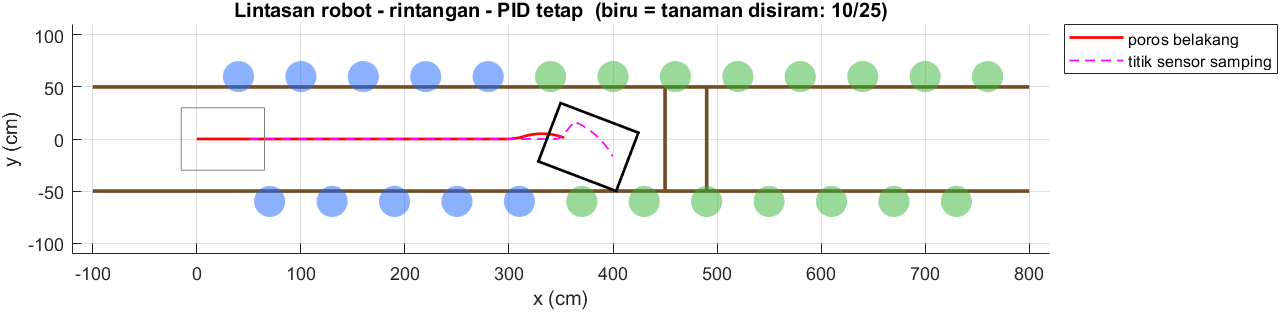 Lintasan robot - rintangan - PID tetap  (biru = tanaman disiram: 10/25)
100
50
0
-50
-100
y (cm)
-100 0 100 200 300 400 500 600 700 800
x (cm)
poros belakang
titik sensor samping